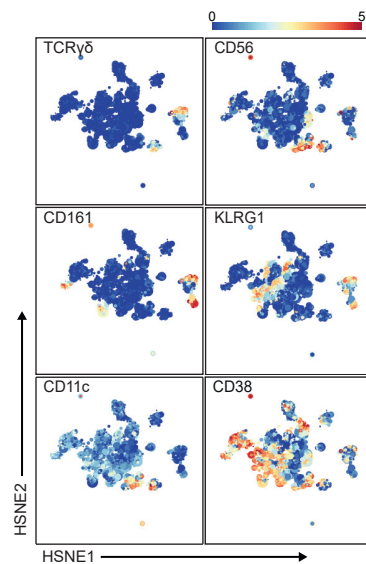 0 5
TCRγδ CD56
CD161 KLRG1
CD11c CD38
HSNE2
HSNE1